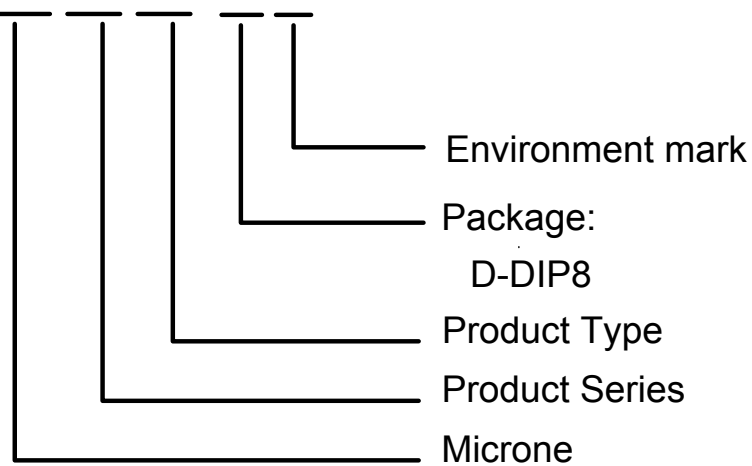 Environment mark
Package:
D-DIP8
Product Type
Product Series
Microne